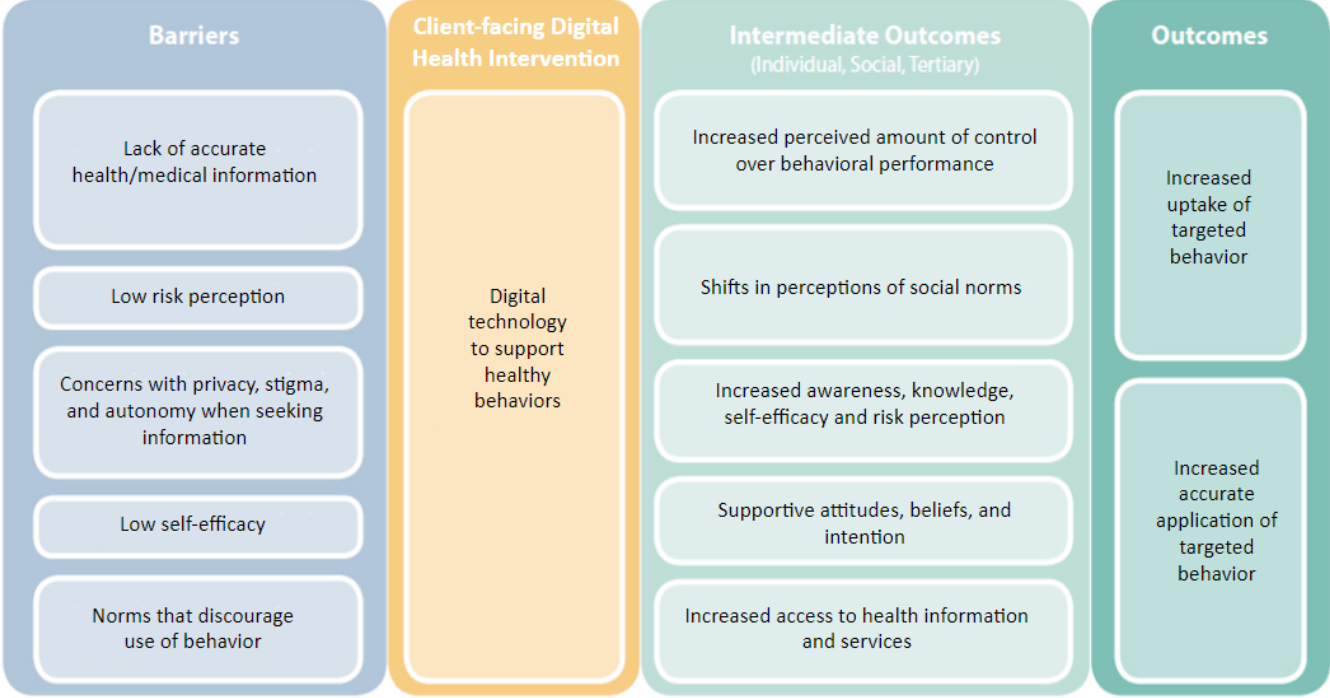 Barriers
Lack of accurate
health/medical information
Low risk perception
Concerns with privacy, stigma,
and autonomy when seeking
information
Low self-efficacy
Norms that discourage
use of behavior
Client-facing Digital
Health Intervention
Digital
technology
to support
healthy
behaviors
Intermediate Outcomes
(Individual, Social, Tertiary)
Increased perceived amount of control
over behavioral performance
Shifts in perceptions of social norms
Increased awareness, knowledge,
self-efficacy and risk perception
Supportive attitudes, beliefs, and
intention
Increased access to health information
and services
Outcomes
Increased
uptake of
targeted
behavior
Increased
accurate
application of
targeted
behavior